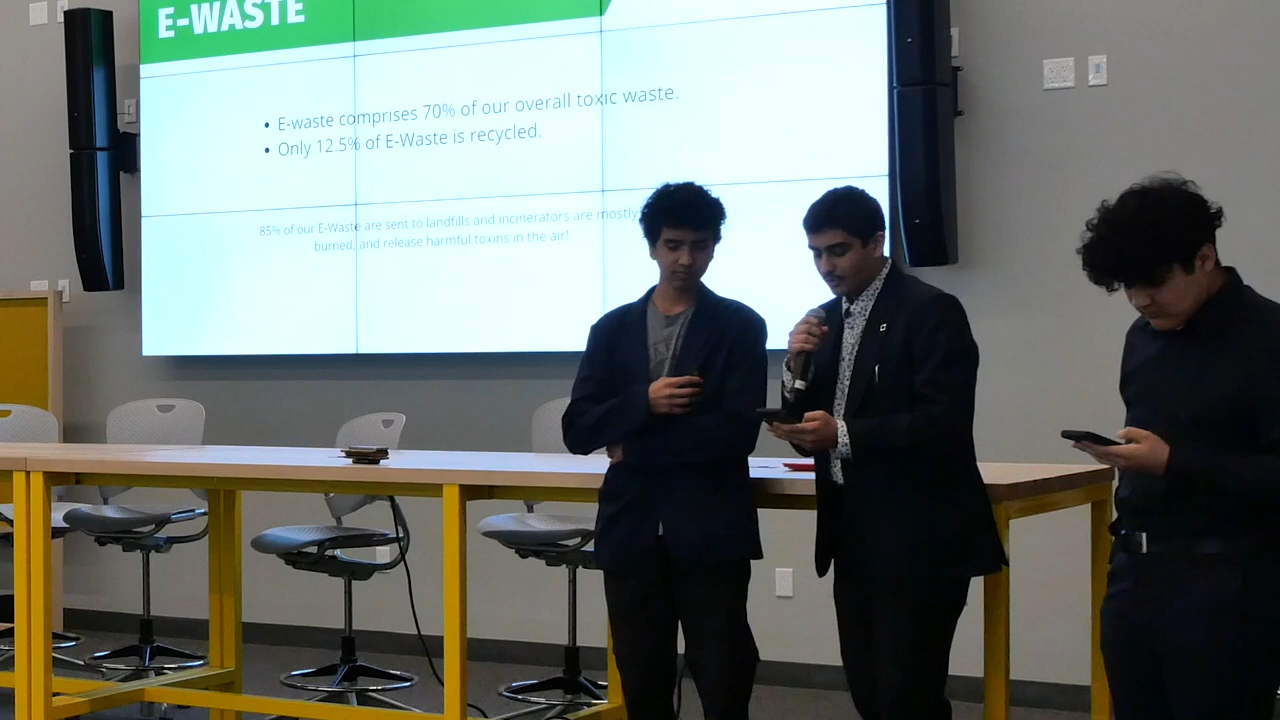 E-WASTE
• E-waste comprises 70% of our overall toxic waste.
• Only 12.5% of E-Waste is recycled.
85% of our E-Waste are sent to landfills and incinerators are mostly
burned, and release harmful toxins in the air!